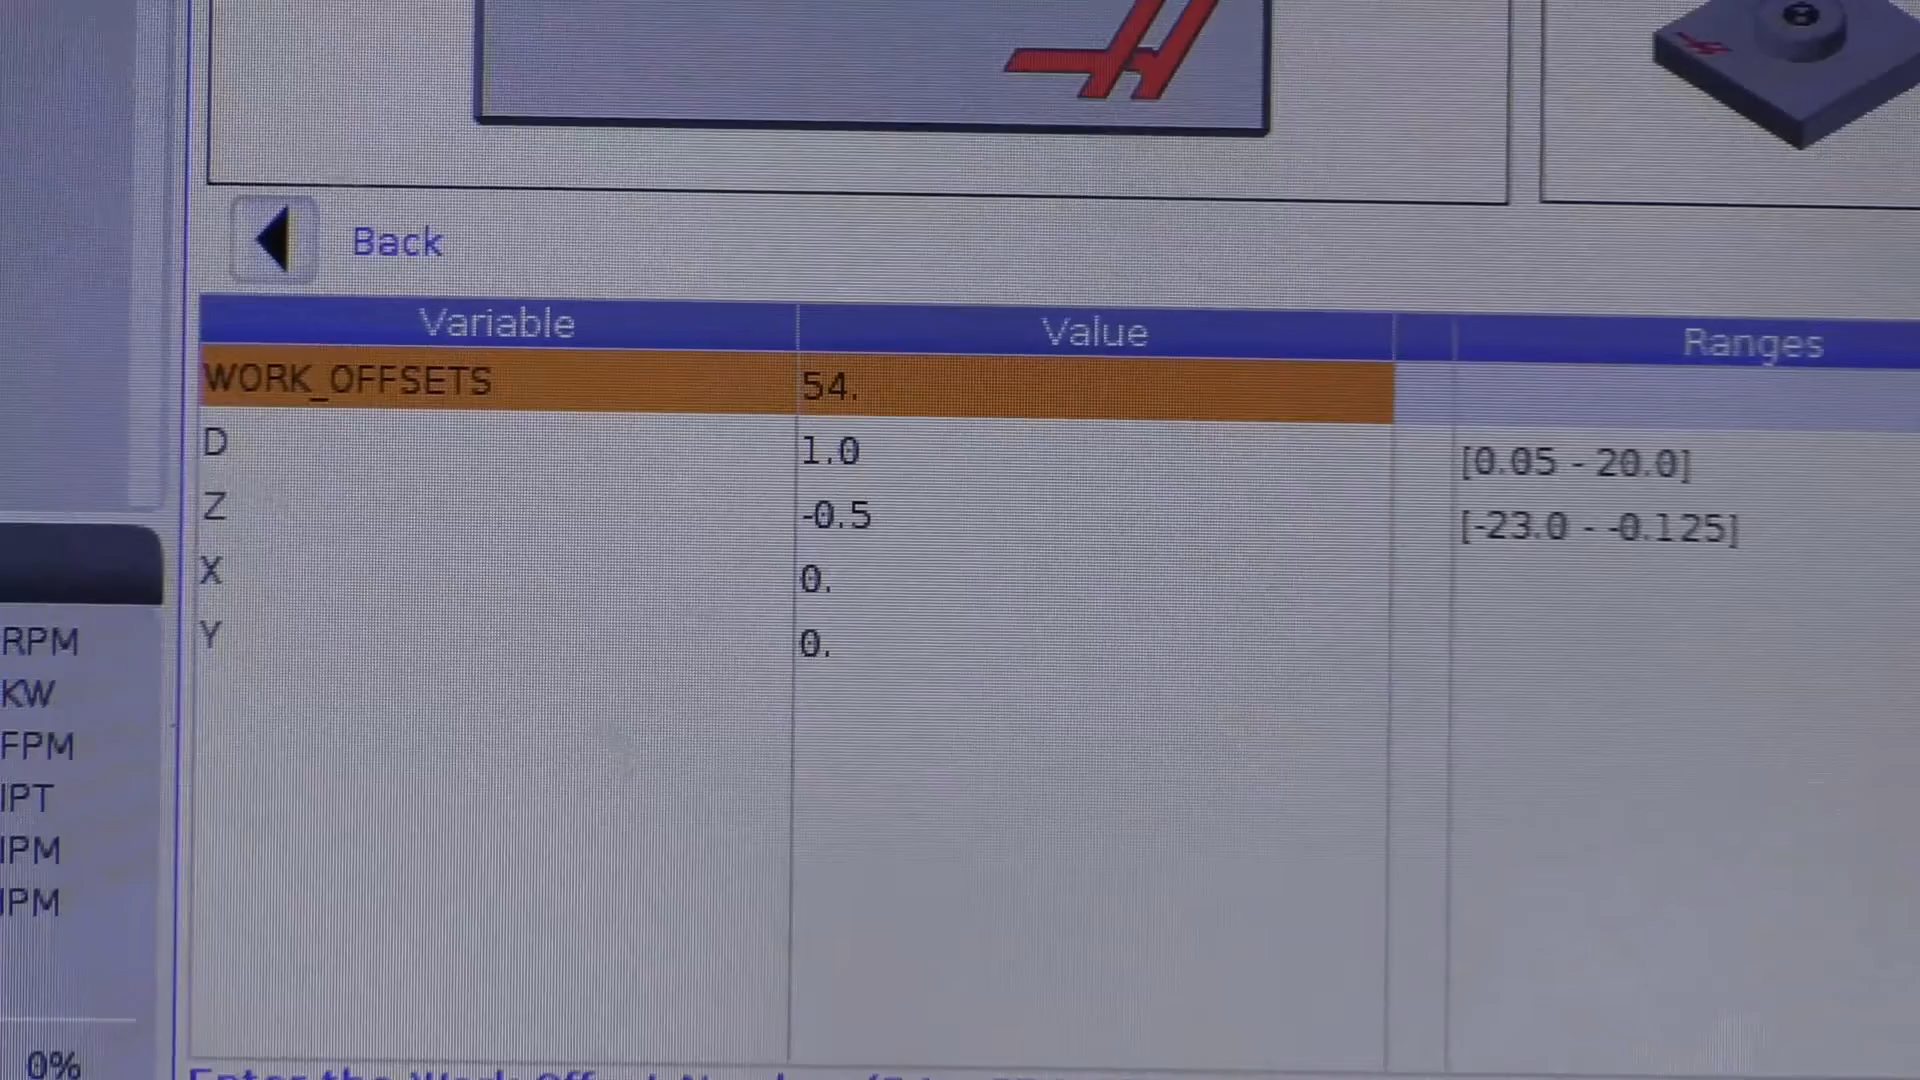 Back
Variable Value Ranges
WORK_OFFSETS 54.
D 1.0 [0.05 - 20.0]
Z -0.5 [-23.0 - -0.125]
X 0.
Y 0.
RPM
KW
FPM
IPT
IPM
IPM
0%